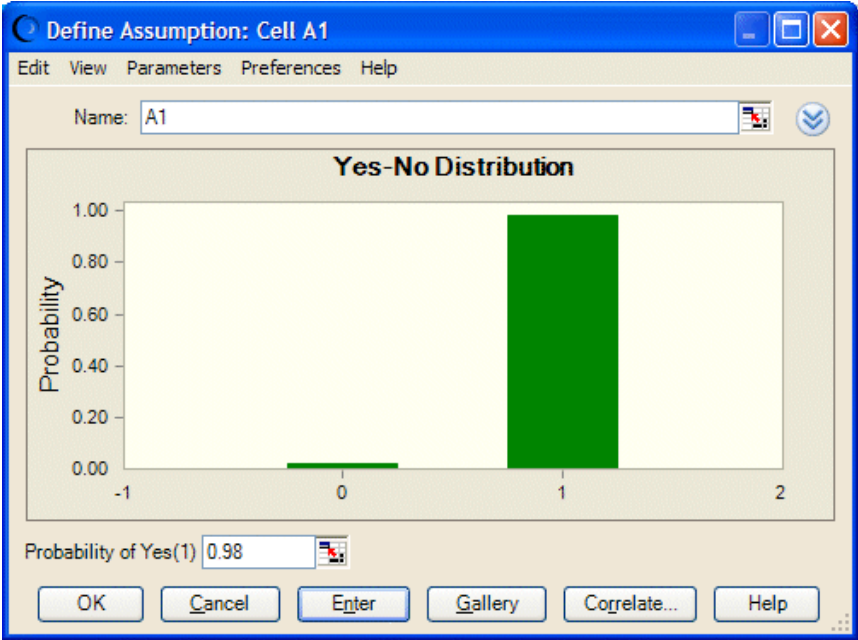 Define Assumption: Cell A1
Edit View Parameters Preferences Help
Name: A1
Yes-No Distribution
Probability
1.00
0.80
0.60
0.40
0.20
0.00
-1 0 1 2
Probability of Yes(1) 0.98
OK Cancel Enter Gallery Correlate... Help